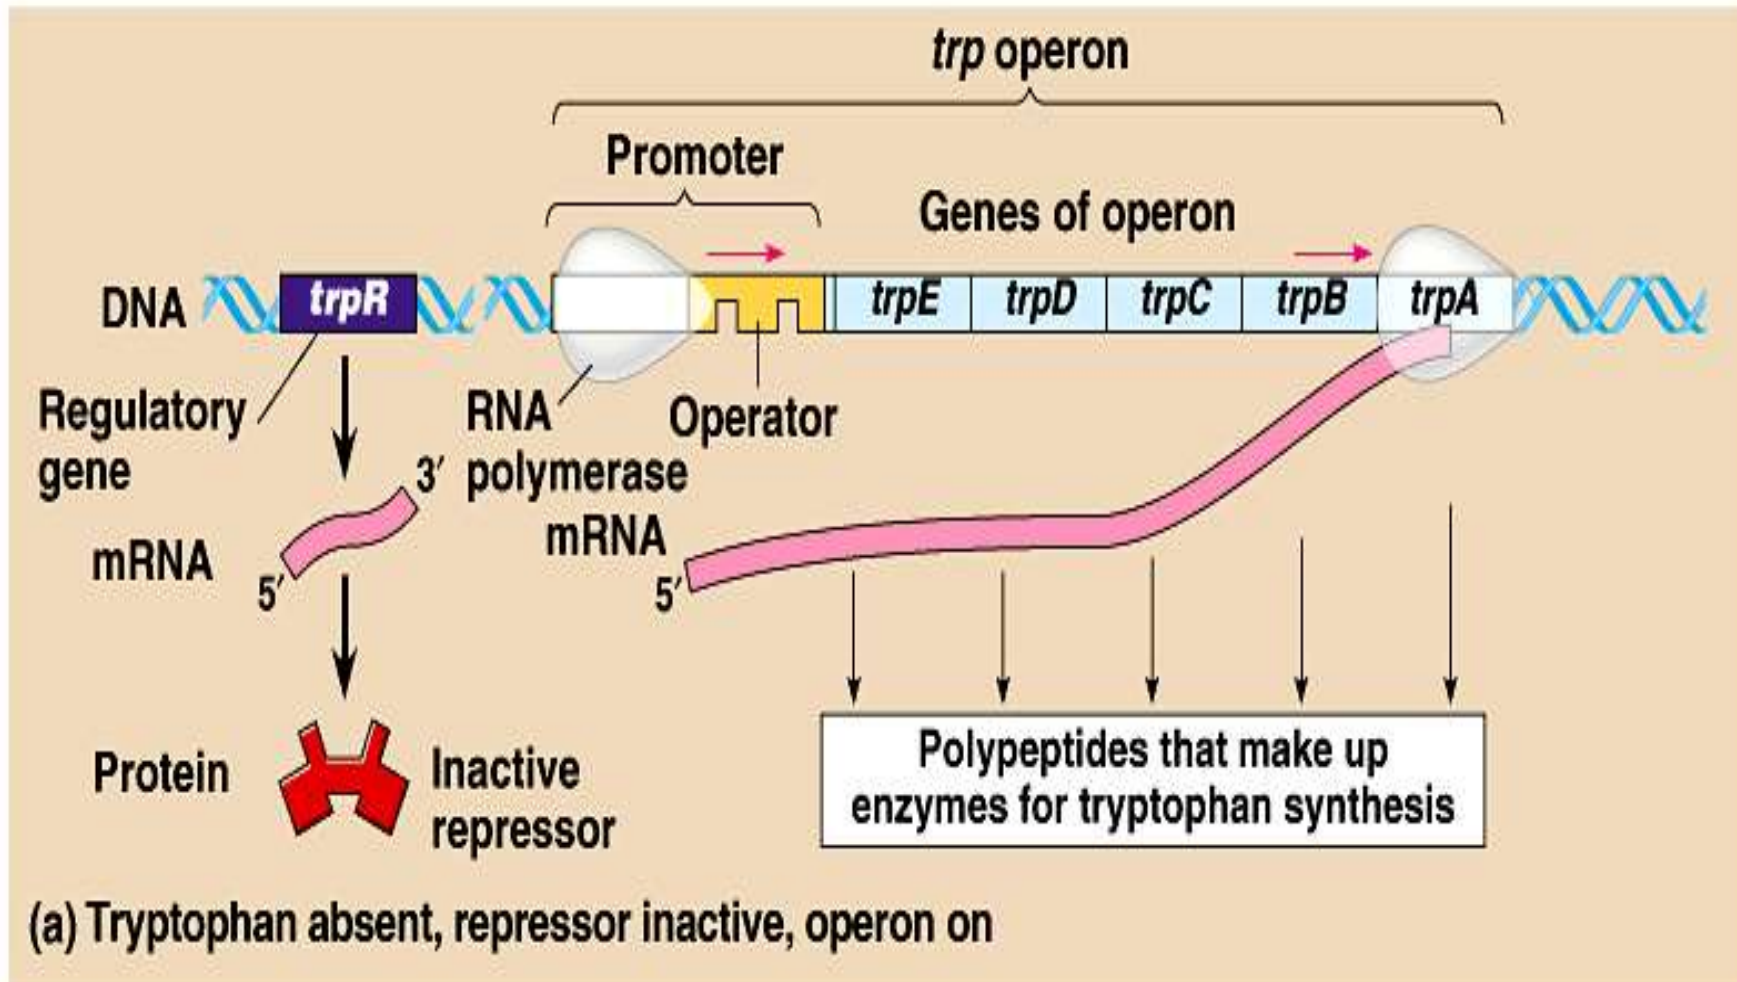 trp operon
Promoter
Genes of operon
DNA
trpR
trpE
trpD
trpC
trpB
trpA
Regulatory
gene
RNA
polymerase
Operator
3′
mRNA
5′
mRNA
5′
Protein
Inactive
repressor
Polypeptides that make up
enzymes for tryptophan synthesis
(a) Tryptophan absent, repressor inactive, operon on